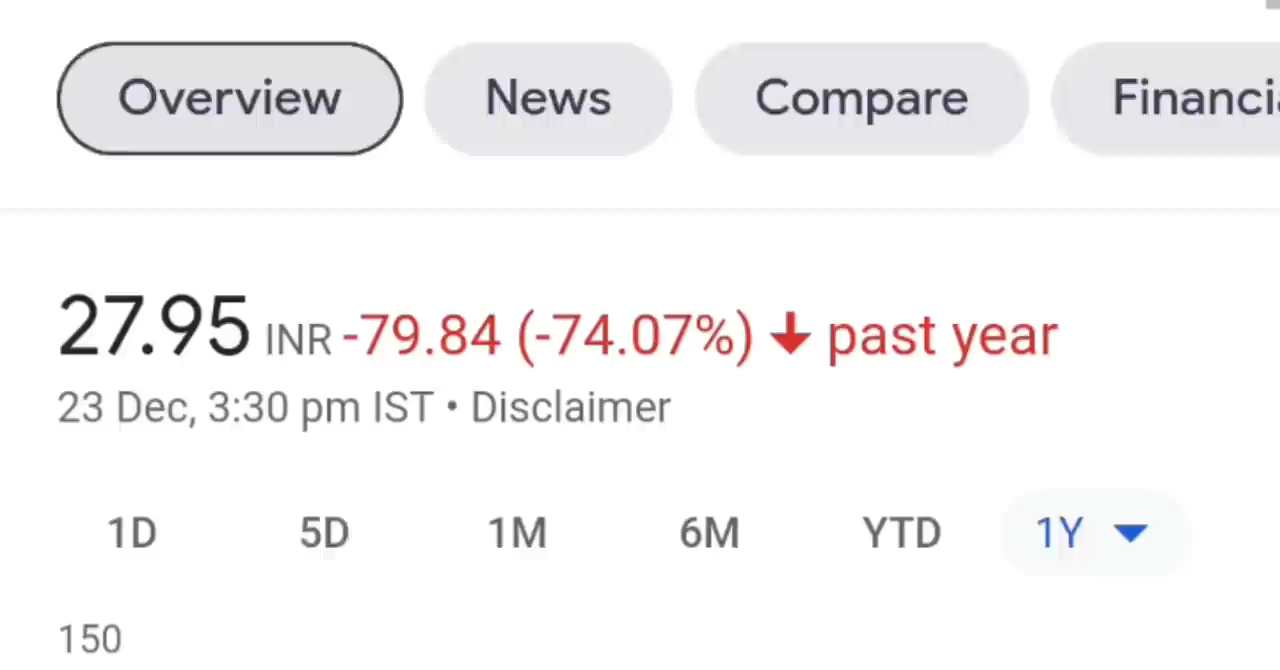 Overview News Compare Financi
27.95 INR -79.84 (-74.07%) ↓ past year
23 Dec, 3:30 pm IST • Disclaimer
1D 5D 1M 6M YTD 1Y
150